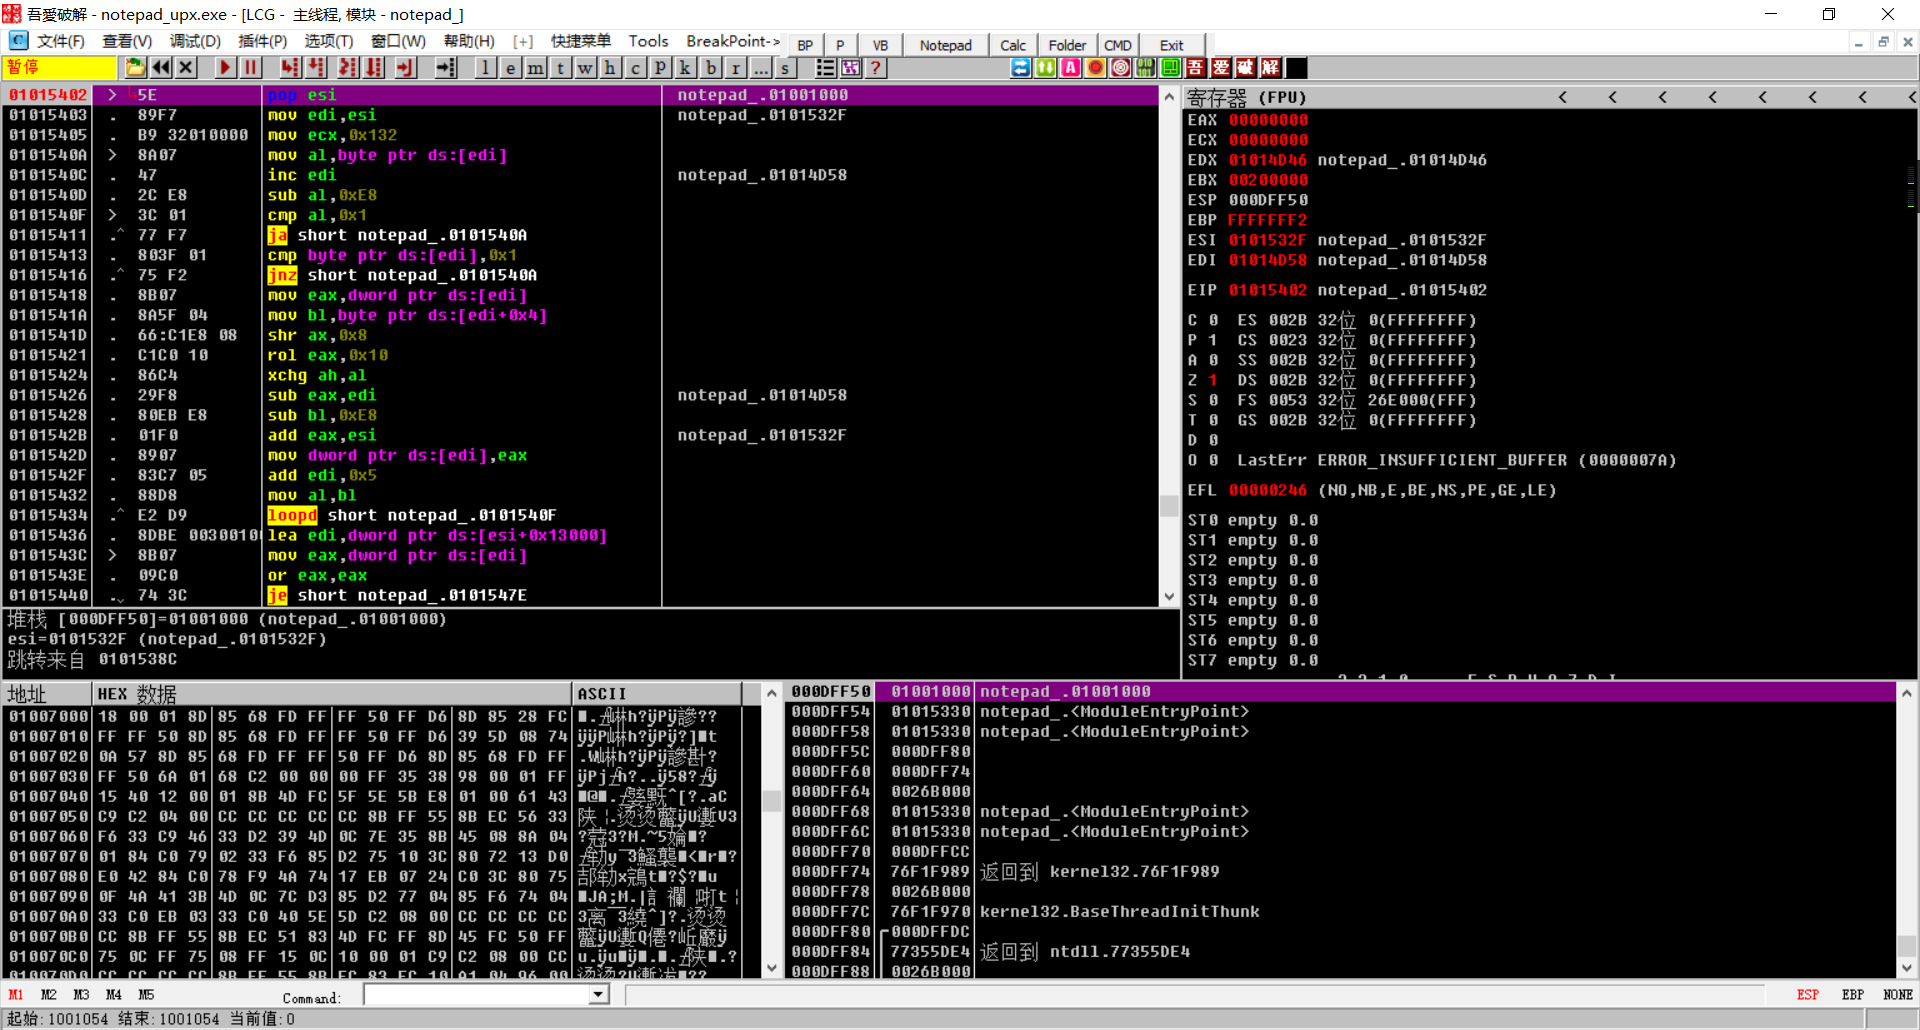 吾愛破解 - notepad_upx.exe - [LCG - 主线程, 模块 - notepad_]
文件(F) 查看(V) 调试(D) 插件(P) 选项(T) 窗口(W) 帮助(H) [+] 快捷菜单 Tools BreakPoint-> BP P VB Notepad Calc Folder CMD Exit
暂停 l e m t w h c p k b r ... s ? 吾 爱 破 解
01015402 > 5E pop esi notepad_.01001000
01015403 . 89F7 mov edi,esi notepad_.0101532F
01015405 . B9 32010000 mov ecx,0x132
0101540A > 8A07 mov al,byte ptr ds:[edi]
0101540C . 47 inc edi notepad_.01014D58
0101540D . 2C E8 sub al,0xE8
0101540F > 3C 01 cmp al,0x1
01015411 .^ 77 F7 ja short notepad_.0101540A
01015413 . 803F 01 cmp byte ptr ds:[edi],0x1
01015416 .^ 75 F2 jnz short notepad_.0101540A
01015418 . 8B07 mov eax,dword ptr ds:[edi]
0101541A . 8A5F 04 mov bl,byte ptr ds:[edi+0x4]
0101541D . 66:C1E8 08 shr ax,0x8
01015421 . C1C0 10 rol eax,0x10
01015424 . 86C4 xchg ah,al
01015426 . 29F8 sub eax,edi notepad_.01014D58
01015428 . 80EB E8 sub bl,0xE8
0101542B . 01F0 add eax,esi notepad_.0101532F
0101542D . 8907 mov dword ptr ds:[edi],eax
0101542F . 83C7 05 add edi,0x5
01015432 . 88D8 mov al,bl
01015434 .^ E2 D9 loopd short notepad_.0101540F
01015436 . 8DBE 00300100 lea edi,dword ptr ds:[esi+0x13000]
0101543C > 8B07 mov eax,dword ptr ds:[edi]
0101543E . 09C0 or eax,eax
01015440 . 74 3C je short notepad_.0101547E
堆栈 [000DFF50]=01001000 (notepad_.01001000)
esi=0101532F (notepad_.0101532F)
跳转来自 0101538C
寄存器 (FPU) < < < < < < < <
EAX 00000000
ECX 00000000
EDX 01014D46 notepad_.01014D46
EBX 00200000
ESP 000DFF50
EBP FFFFFFF2
ESI 0101532F notepad_.0101532F
EDI 01014D58 notepad_.01014D58
EIP 01015402 notepad_.01015402
C 0 ES 002B 32位 0(FFFFFFFF)
P 1 CS 0023 32位 0(FFFFFFFF)
A 0 SS 002B 32位 0(FFFFFFFF)
Z 1 DS 002B 32位 0(FFFFFFFF)
S 0 FS 0053 32位 26E000(FFF)
T 0 GS 002B 32位 0(FFFFFFFF)
D 0
O 0 LastErr ERROR_INSUFFICIENT_BUFFER (0000007A)
EFL 00000246 (NO,NB,E,BE,NS,PE,GE,LE)
ST0 empty 0.0
ST1 empty 0.0
ST2 empty 0.0
ST3 empty 0.0
ST4 empty 0.0
ST5 empty 0.0
ST6 empty 0.0
ST7 empty 0.0
地址 HEX 数据 ASCII
01007000 18 00 01 8D 85 68 FD FF FF 50 FF D6 8D 85 28 FC
01007010 FF FF 50 8D 85 68 FD FF FF 50 FF D6 39 5D 08 74
01007020 0A 57 8D 85 68 FD FF FF 50 FF D6 8D 85 68 FD FF
01007030 FF 50 6A 01 68 C2 00 00 00 FF 35 38 98 00 01 FF
01007040 15 40 12 00 01 8B 4D FC 5F 5E 5B E8 01 00 61 43
01007050 C9 C2 04 00 CC CC CC CC CC 8B FF 55 8B EC 56 33
01007060 F6 33 C9 46 33 D2 39 4D 0C 7E 35 8B 45 08 8A 04
01007070 01 84 C0 79 02 33 F6 85 D2 75 10 3C 80 72 13 D0
01007080 E0 42 84 C0 78 F9 4A 74 17 EB 07 24 C0 3C 80 75
01007090 0F 4A 41 3B 4D 0C 7C D3 85 D2 77 04 85 F6 74 04
010070A0 33 C0 EB 03 33 C0 40 5E 5D C2 08 00 CC CC CC CC
010070B0 CC 8B FF 55 8B EC 51 83 4D FC FF 8D 45 FC 50 FF
010070C0 75 0C FF 75 08 FF 15 0C 10 00 01 C9 C2 08 00 CC
010070D0 CC CC CC CC 8B FF 55 8B EC 83 EC 10 A1 04 96 00
000DFF50 01001000 notepad_.01001000
000DFF54 01015330 notepad_.<ModuleEntryPoint>
000DFF58 01015330 notepad_.<ModuleEntryPoint>
000DFF5C 000DFF80
000DFF60 000DFF74
000DFF64 0026B000
000DFF68 01015330 notepad_.<ModuleEntryPoint>
000DFF6C 01015330 notepad_.<ModuleEntryPoint>
000DFF70 000DFFCC
000DFF74 76F1F989 返回到 kernel32.76F1F989
000DFF78 0026B000
000DFF7C 76F1F970 kernel32.BaseThreadInitThunk
000DFF80 000DFFDC
000DFF84 77355DE4 返回到 ntdll.77355DE4
000DFF88 0026B000
M1 M2 M3 M4 M5 Command: ESP EBP NONE
起始:1001054 结束:1001054 当前值:0